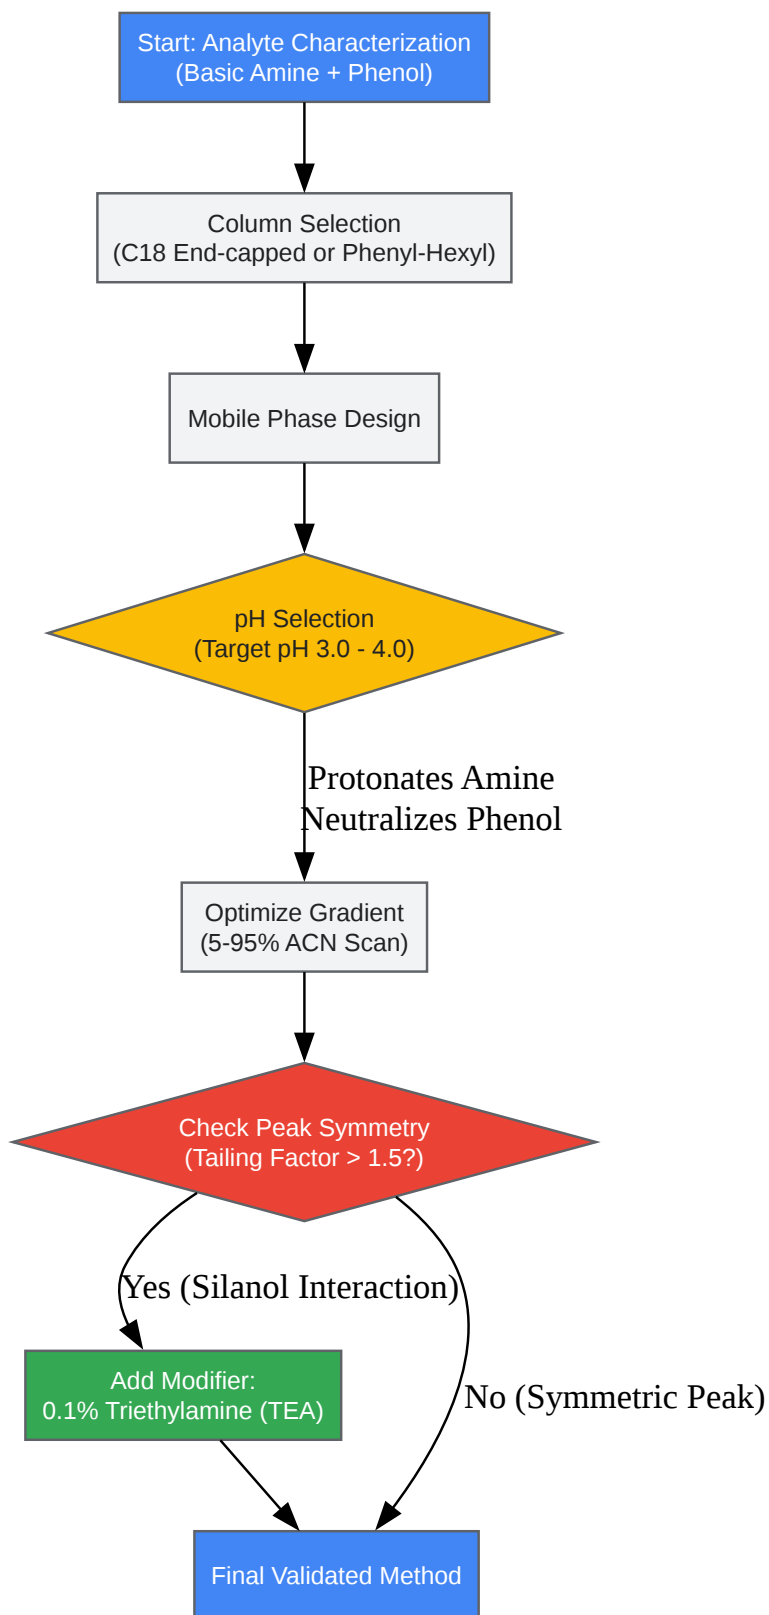 Start: Analyte Characterization
(Basic Amine + Phenol)
Column Selection
(C18 End-capped or Phenyl-Hexyl)
Mobile Phase Design
pH Selection
(Target pH 3.0 - 4.0)
Protonates Amine
Neutralizes Phenol
Optimize Gradient
(5-95% ACN Scan)
Check Peak Symmetry
(Tailing Factor > 1.5?)
Yes (Silanol Interaction)
Add Modifier:
0.1% Triethylamine (TEA)
No (Symmetric Peak)
Final Validated Method